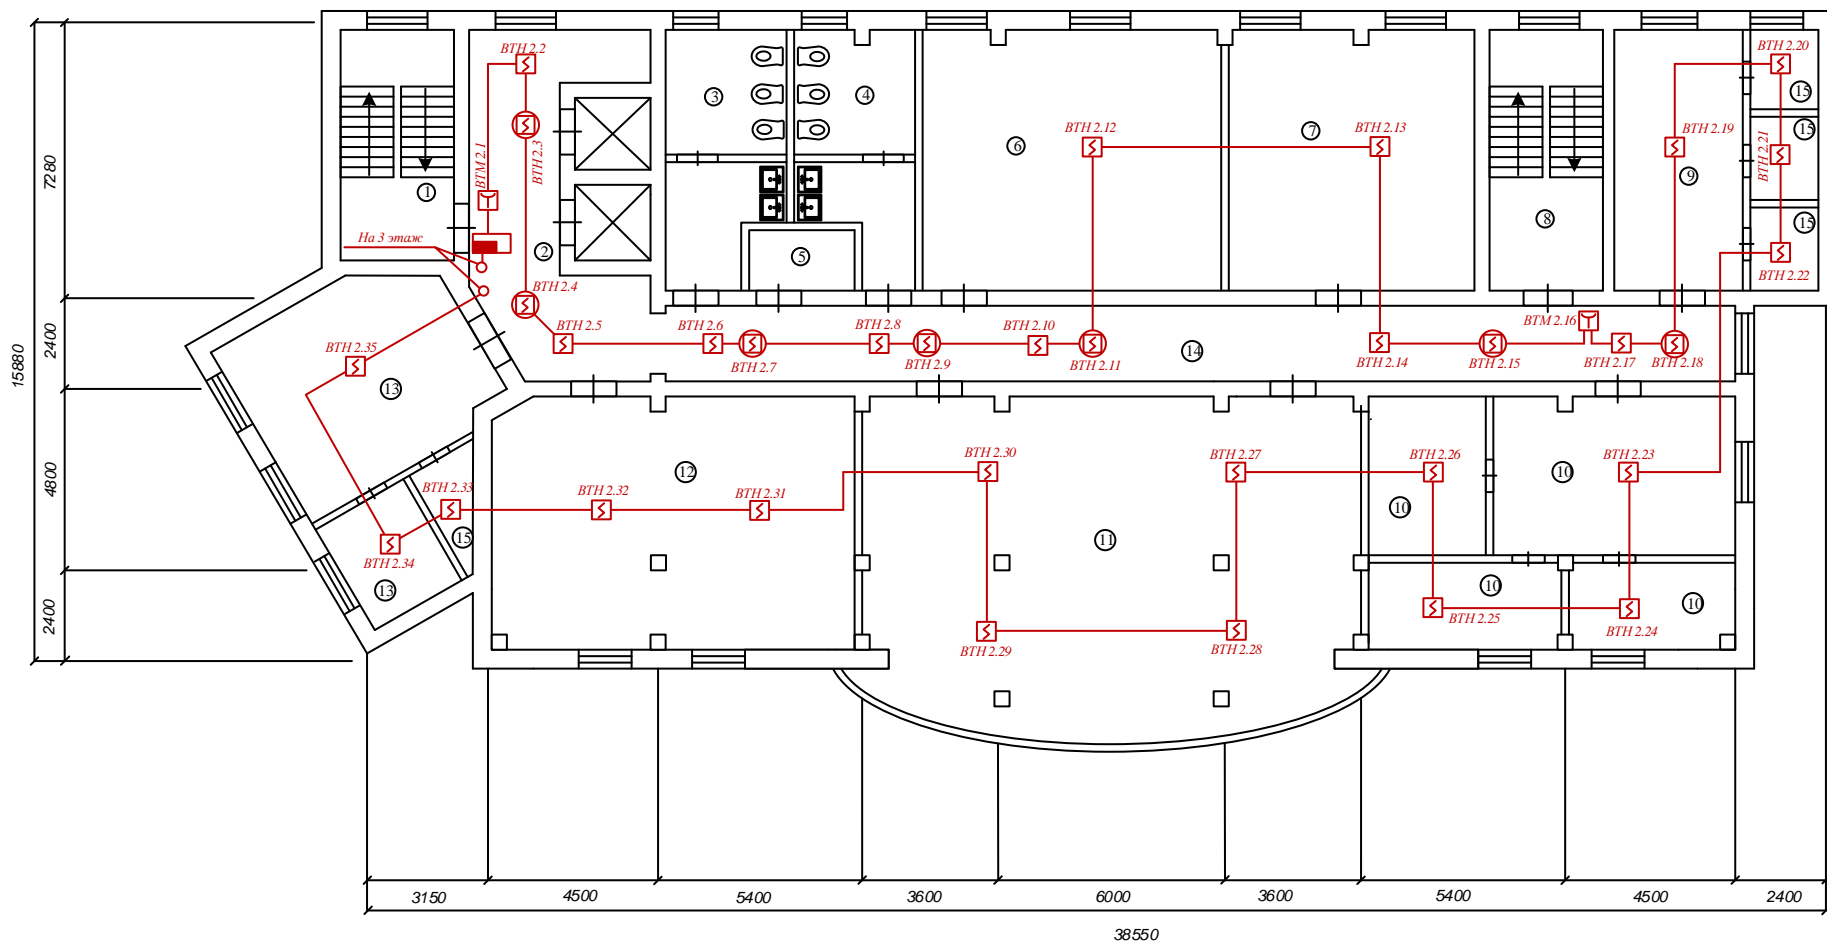 ВТН 2.2
ВТН 2.20
3
4
15
ВТН 2.12
ВТН 2.13
ВТН 2.19
15
ВТН 2.21
6
7
ВТМ 2.1
ВТН 2.3
7280
1
9
8
15
На 3 этаж
2
5
ВТН 2.22
ВТН 2.4
ВТН 2.5
ВТН 2.6
ВТН 2.8
ВТН 2.10
ВТМ 2.16
2400
15880
ВТН 2.35
14
ВТН 2.7
ВТН 2.9
ВТН 2.11
ВТН 2.14
ВТН 2.15
ВТН 2.17
ВТН 2.18
13
ВТН 2.30
ВТН 2.27
ВТН 2.26
ВТН 2.23
12
10
4800
ВТН 2.33
ВТН 2.32
ВТН 2.31
10
15
11
ВТН 2.34
13
10
10
2400
ВТН 2.25
ВТН 2.24
ВТН 2.29
ВТН 2.28
3150
4500
5400
3600
6000
3600
5400
4500
2400
38550